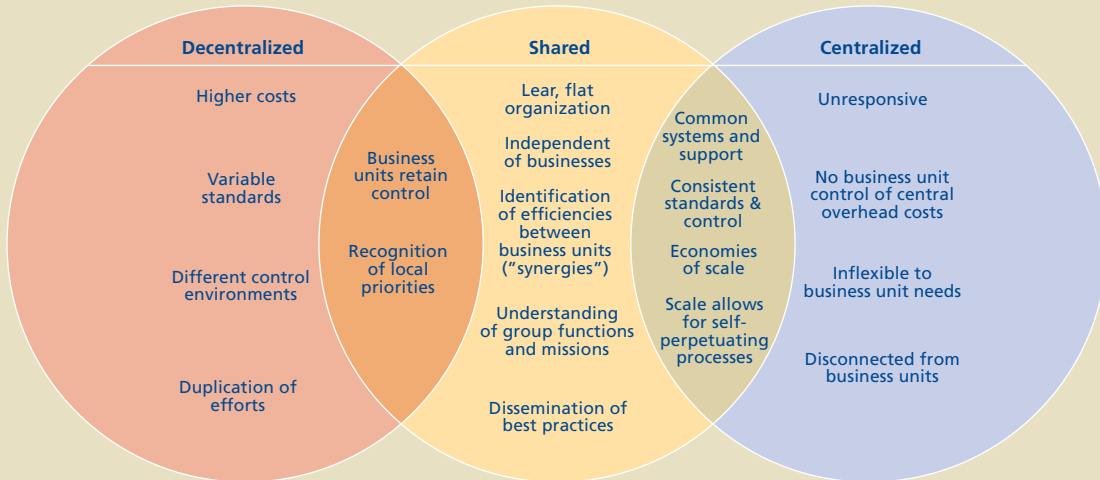 Decentralized
Higher costs
Variable
standards
Different control
environments
Duplication of
efforts
Business
units retain
control
Recognition
of local
priorities
Shared
Lear, flat
organization
Independent
of businesses
Identification
of efficiencies
between
business units
(”synergies”)
Understanding
of group functions
and missions
Dissemination of
best practices
Common
systems and
support
Consistent
standards &
control
Economies
of scale
Scale allows
for self-
perpetuating
processes
Centralized
Unresponsive
No business unit
control of central
overhead costs
Inflexible to
business unit needs
Disconnected from
business units